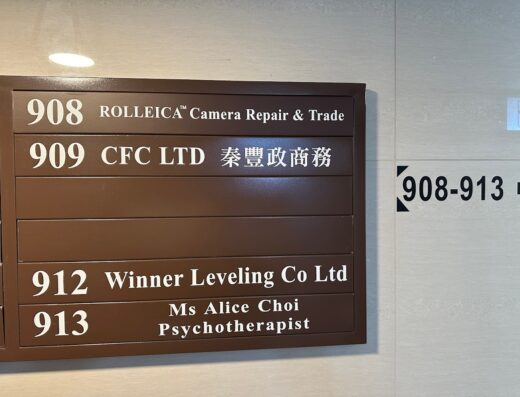 908 ROLLEICA™ Camera Repair & Trade
909 CFC LTD 秦豐政商務
912 Winner Leveling Co Ltd
913 Ms Alice Choi
Psychotherapist
908-913